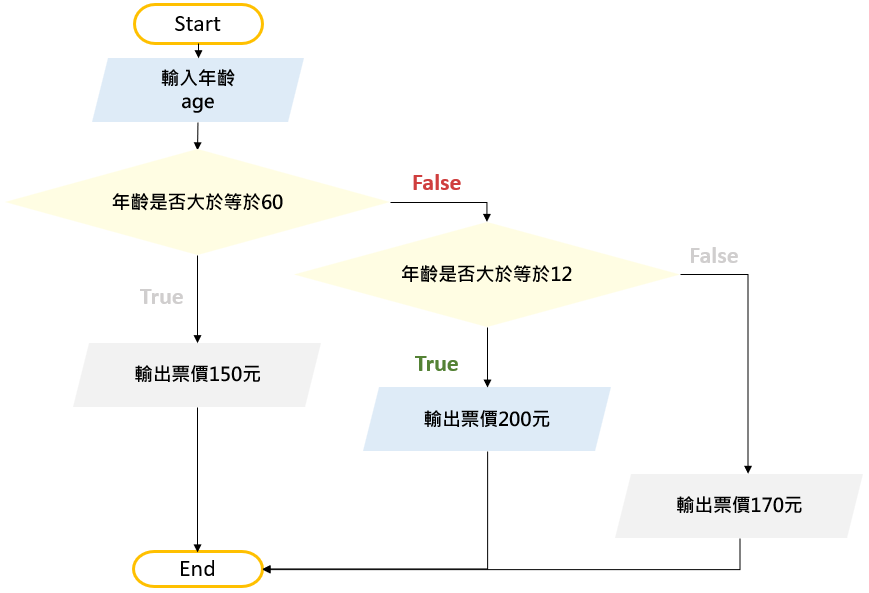 Start
輸入年齡
age
年齡是否大於等於60
False
年齡是否大於等於12
False
True
輸出票價150元
True
輸出票價200元
輸出票價170元
End